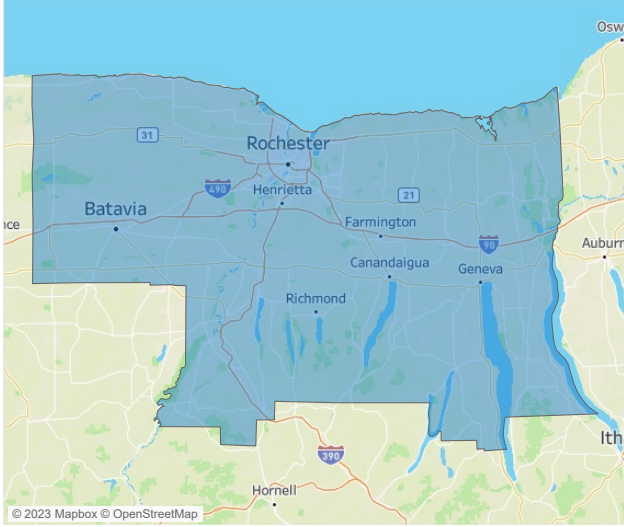 Osw
31
Rochester
490
Henrietta
21
Batavia
nce
Farmington
90
Auburn
Canandaigua
Geneva
Richmond
Ith
390
Hornell
© 2023 Mapbox © OpenStreetMap